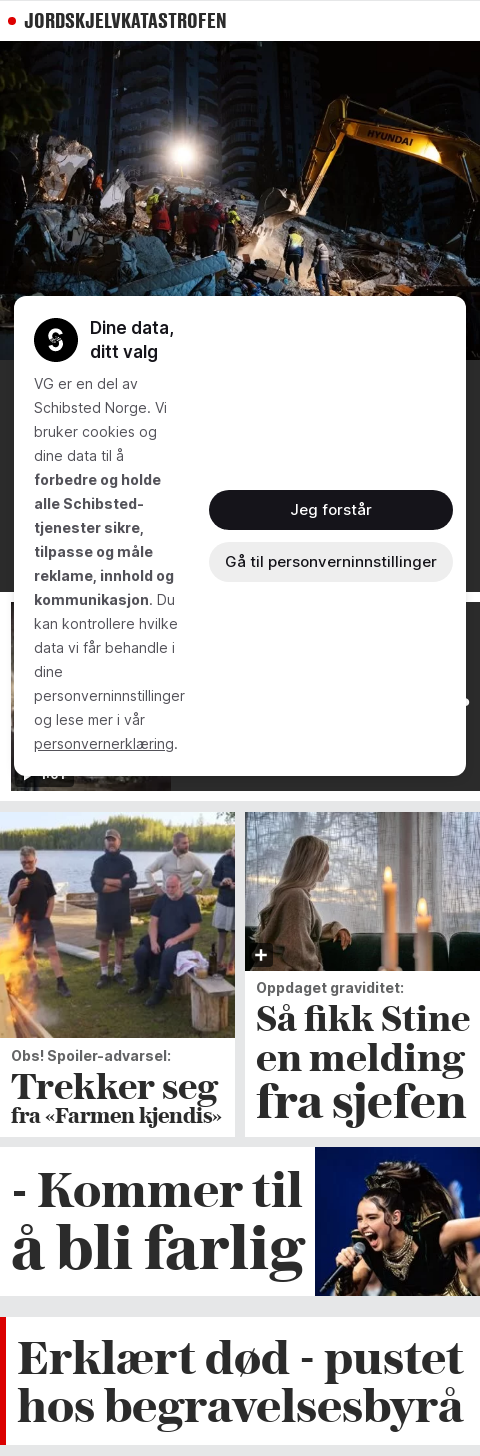 JORDSKJELVKATASTROFEN
HYUNDAI
Dine data,
ditt valg
VG er en del av
Schibsted Norge. Vi
bruker cookies og
dine data til å
forbedre og holde
alle Schibsted-
tjenester sikre,
tilpasse og måle
reklame, innhold og
kommunikasjon. Du
kan kontrollere hvilke
data vi får behandle i
dine
personverninnstillinger
og lese mer i vår
personvernerklæring.
Jeg forstår
Gå til personverninnstillinger
Obs! Spoiler-advarsel:
Trekker seg
fra «Farmen kjendis»
Oppdaget graviditet:
Så fikk Stine
en melding
fra sjefen
- Kommer til
å bli farlig
Erklært død - pustet
hos begravelsesbyrå